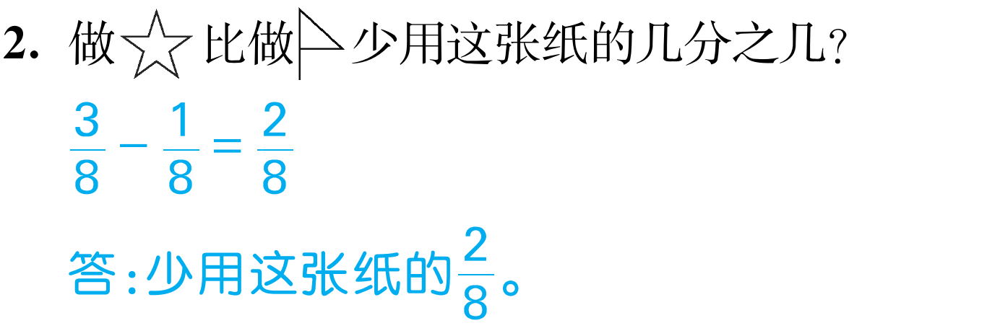 2. 做☆比做少用这张纸的几分之几?
3/8 − 1/8 = 2/8
答:少用这张纸的2/8。